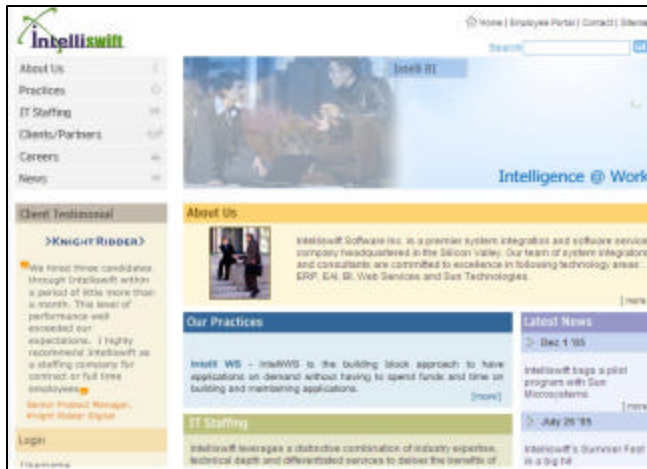 Intelliswift
Home | Employee Portal | Contact | Sitema
Search
About Us
Practices
IT Staffing
Clients/Partners
Careers
News
Intelli BI
Intelligence @ Work
Client Testimonial
>KNIGHT RIDDER>
We hired three candidates
through Intelliswift within
a period of little more than
a month. This level of
performance well
exceeded our
expectations. I highly
recommend Intelliswift as
a staffing company for
contract or full time
employees
Senior Product Manager,
Knight Ridder Digital
Login
Username
About Us
Intelliswift Software Inc. is a premier system integration and software service
company headquartered in the Silicon Valley. Our team of system integrators
and consultants are committed to excellence in following technology areas ...
ERP, EAI, BI, Web Services and Sun Technologies.
[more
Our Practices
Intelli WS - IntelliWS is the building block approach to have
applications on demand without having to spend funds and time on
building and maintaining applications.
[more]
IT Staffing
Intelliswift leverages a distinctive combination of industry expertise,
technical depth and differentiated services to deliver the benefits of
Latest News
Dec 1 '05
Intelliswift bags a pilot
program with Sun
Microsystems.
[more
July 26 '05
Intelliswift's Summer Fest
in a big hit